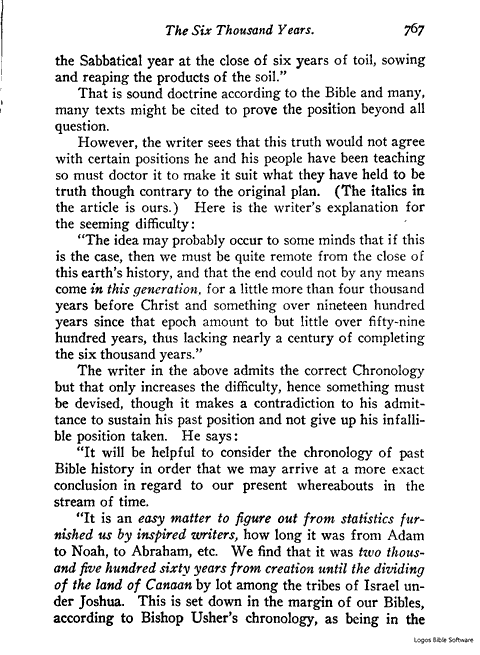 The Six Thousand Years. 767
the Sabbatical year at the close of six years of toil, sowing
and reaping the products of the soil."
That is sound doctrine according to the Bible and many,
many texts might be cited to prove the position beyond all
question.
However, the writer sees that this truth would not agree
with certain positions he and his people have been teaching
so must doctor it to make it suit what they have held to be
truth though contrary to the original plan. (The italics in
the article is ours.) Here is the writer's explanation for
the seeming difficulty:
"The idea may probably occur to some minds that if this
is the case, then we must be quite remote from the close of
this earth's history, and that the end could not by any means
come in this generation, for a little more than four thousand
years before Christ and something over nineteen hundred
years since that epoch amount to but little over fifty-nine
hundred years, thus lacking nearly a century of completing
the six thousand years."
The writer in the above admits the correct Chronology
but that only increases the difficulty, hence something must
be devised, though it makes a contradiction to his admit-
tance to sustain his past position and not give up his infalli-
ble position taken. He says:
"It will be helpful to consider the chronology of past
Bible history in order that we may arrive at a more exact
conclusion in regard to our present whereabouts in the
stream of time.
"It is an easy matter to figure out from statistics fur-
nished us by inspired writers, how long it was from Adam
to Noah, to Abraham, etc. We find that it was two thous-
and five hundred sixty years from creation until the dividing
of the land of Canaan by lot among the tribes of Israel un-
der Joshua. This is set down in the margin of our Bibles,
according to Bishop Usher's chronology, as being in the
Logos Bible Software